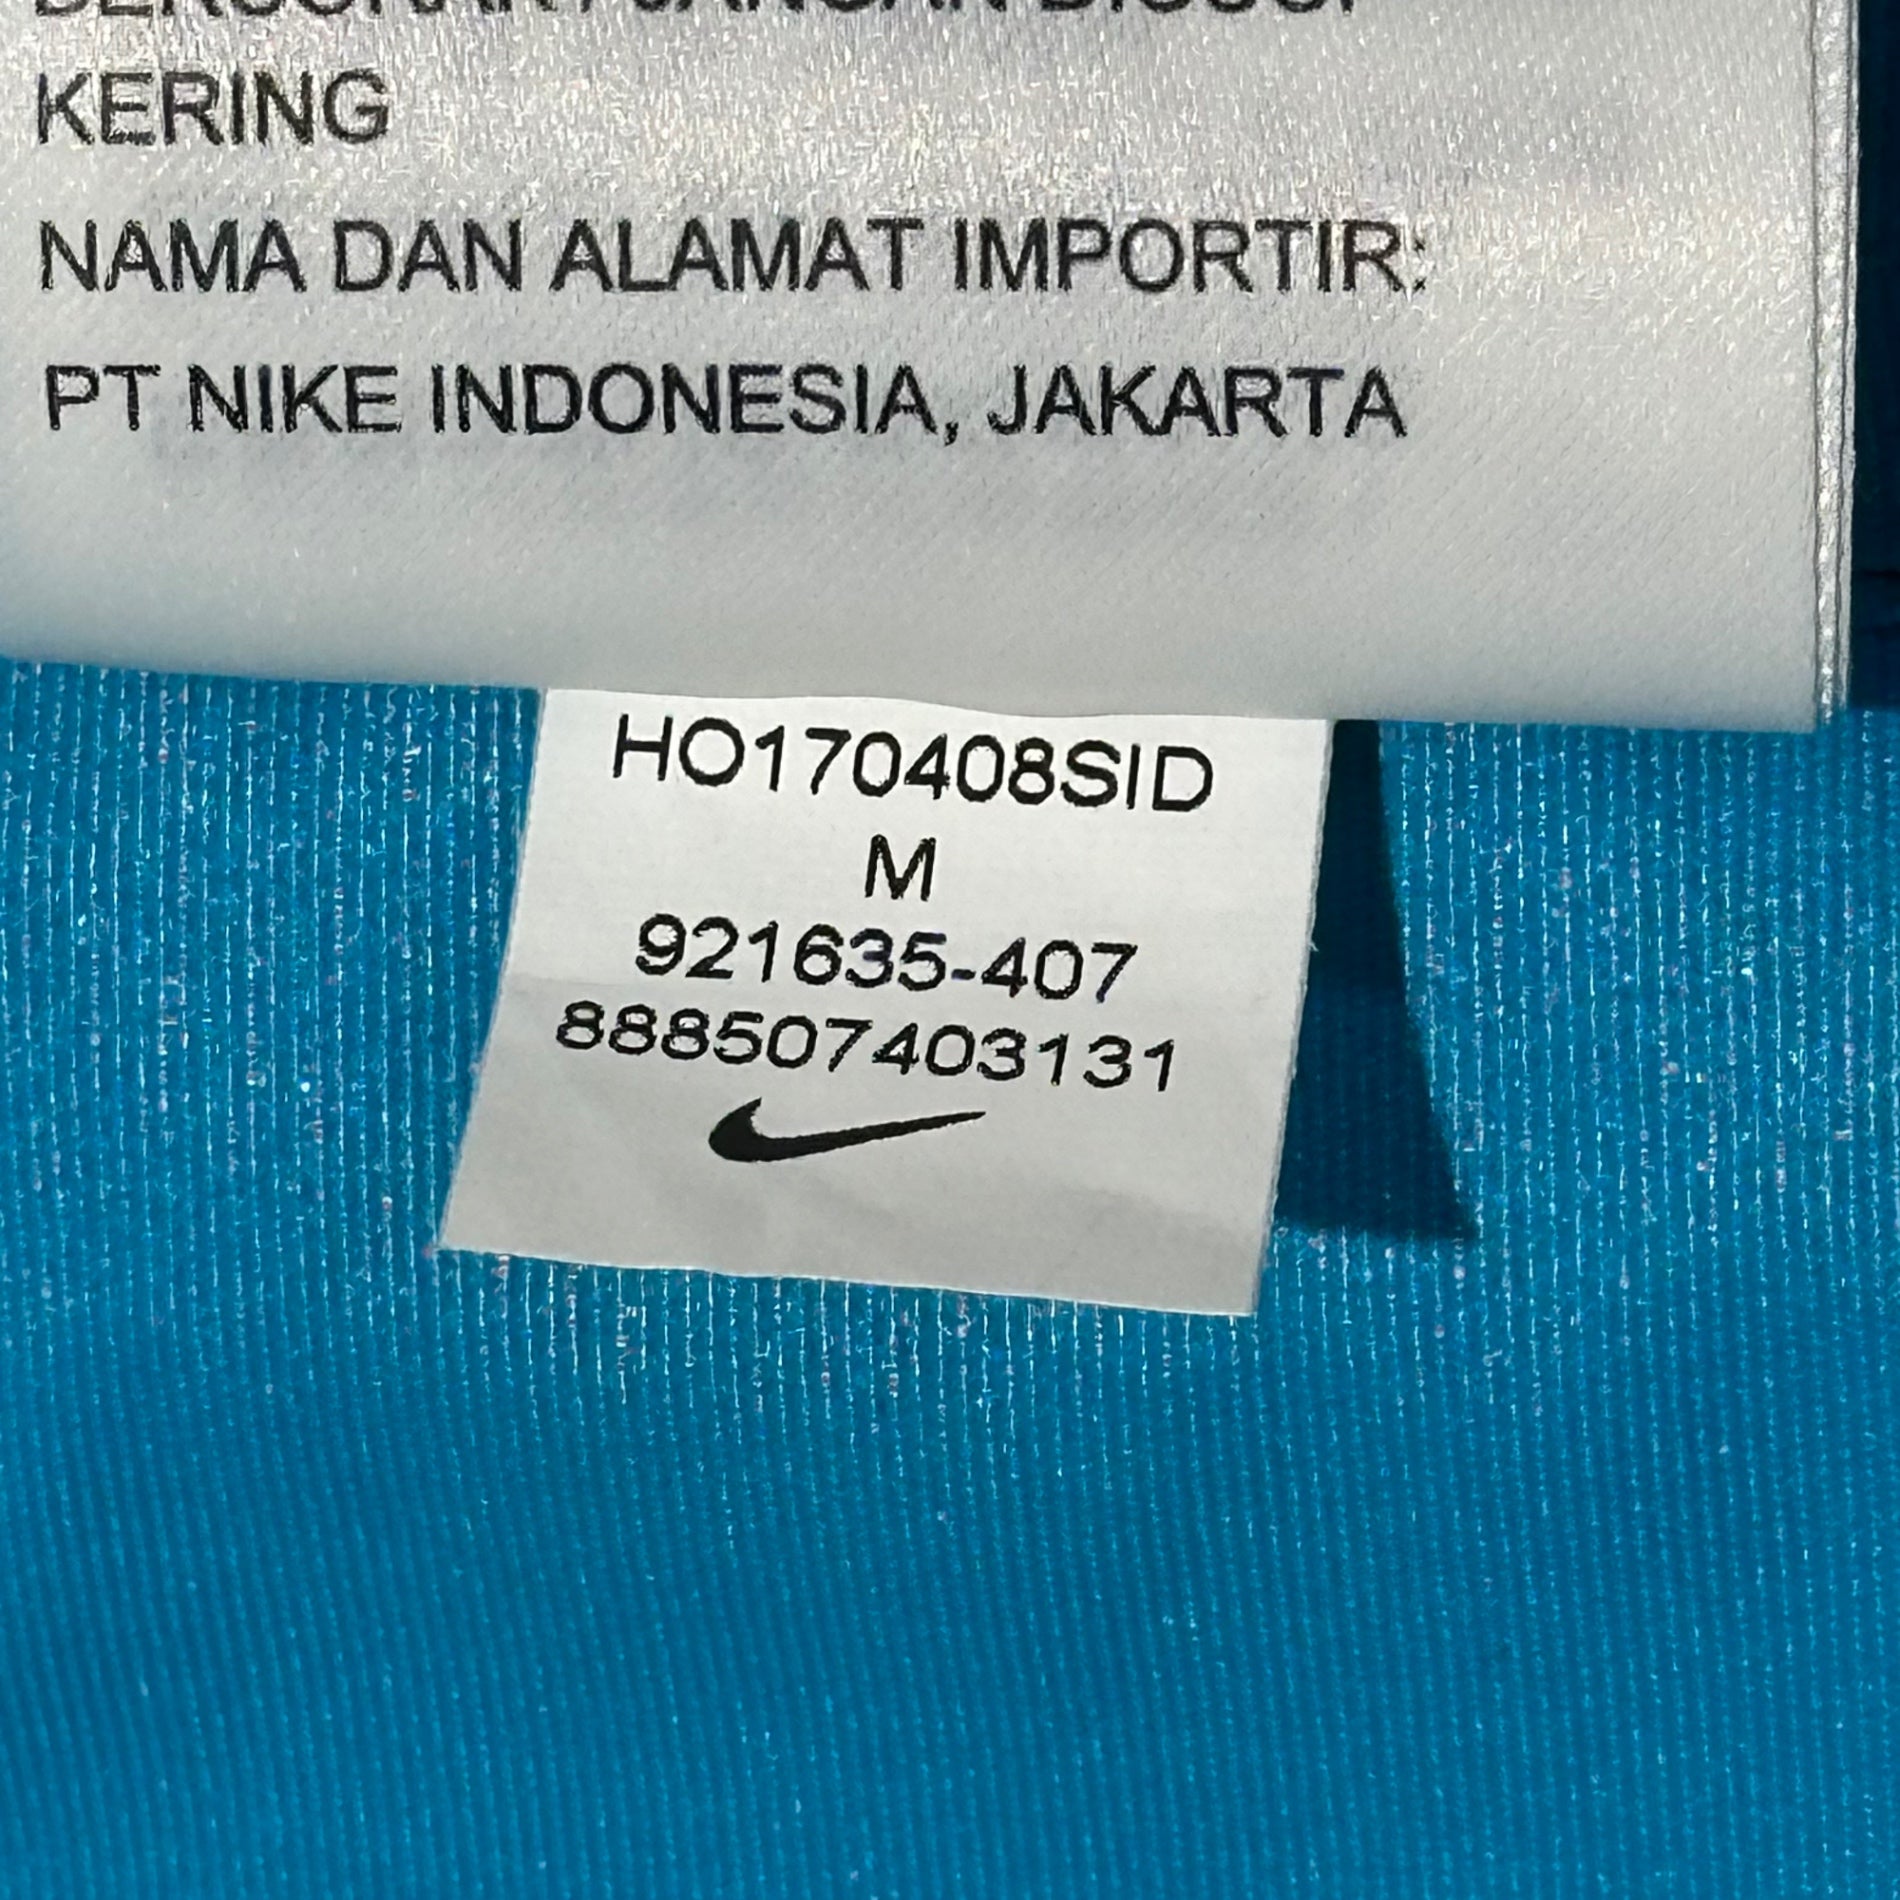 KERING
NAMA DAN ALAMAT IMPORTIR:
PT NIKE INDONESIA, JAKARTA
HO170408SID
M
921635-407
888507403131